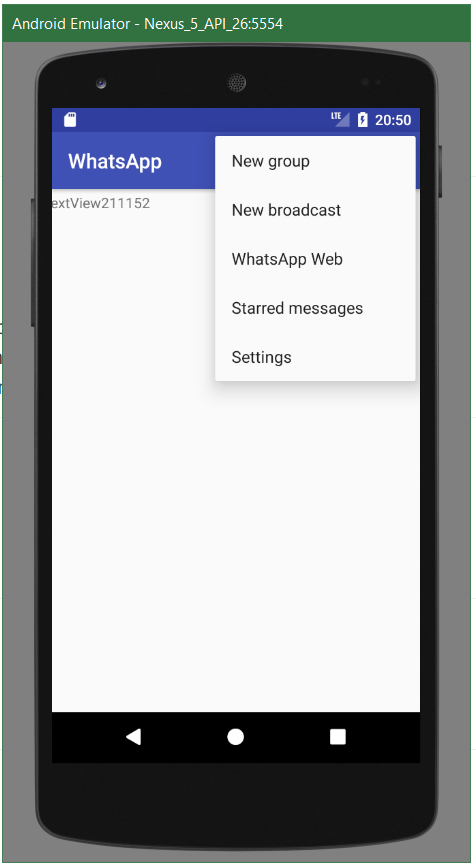 Android Emulator - Nexus_5_API_26:5554
LTE 20:50
WhatsApp
New group
extView211152
New broadcast
WhatsApp Web
Starred messages
Settings